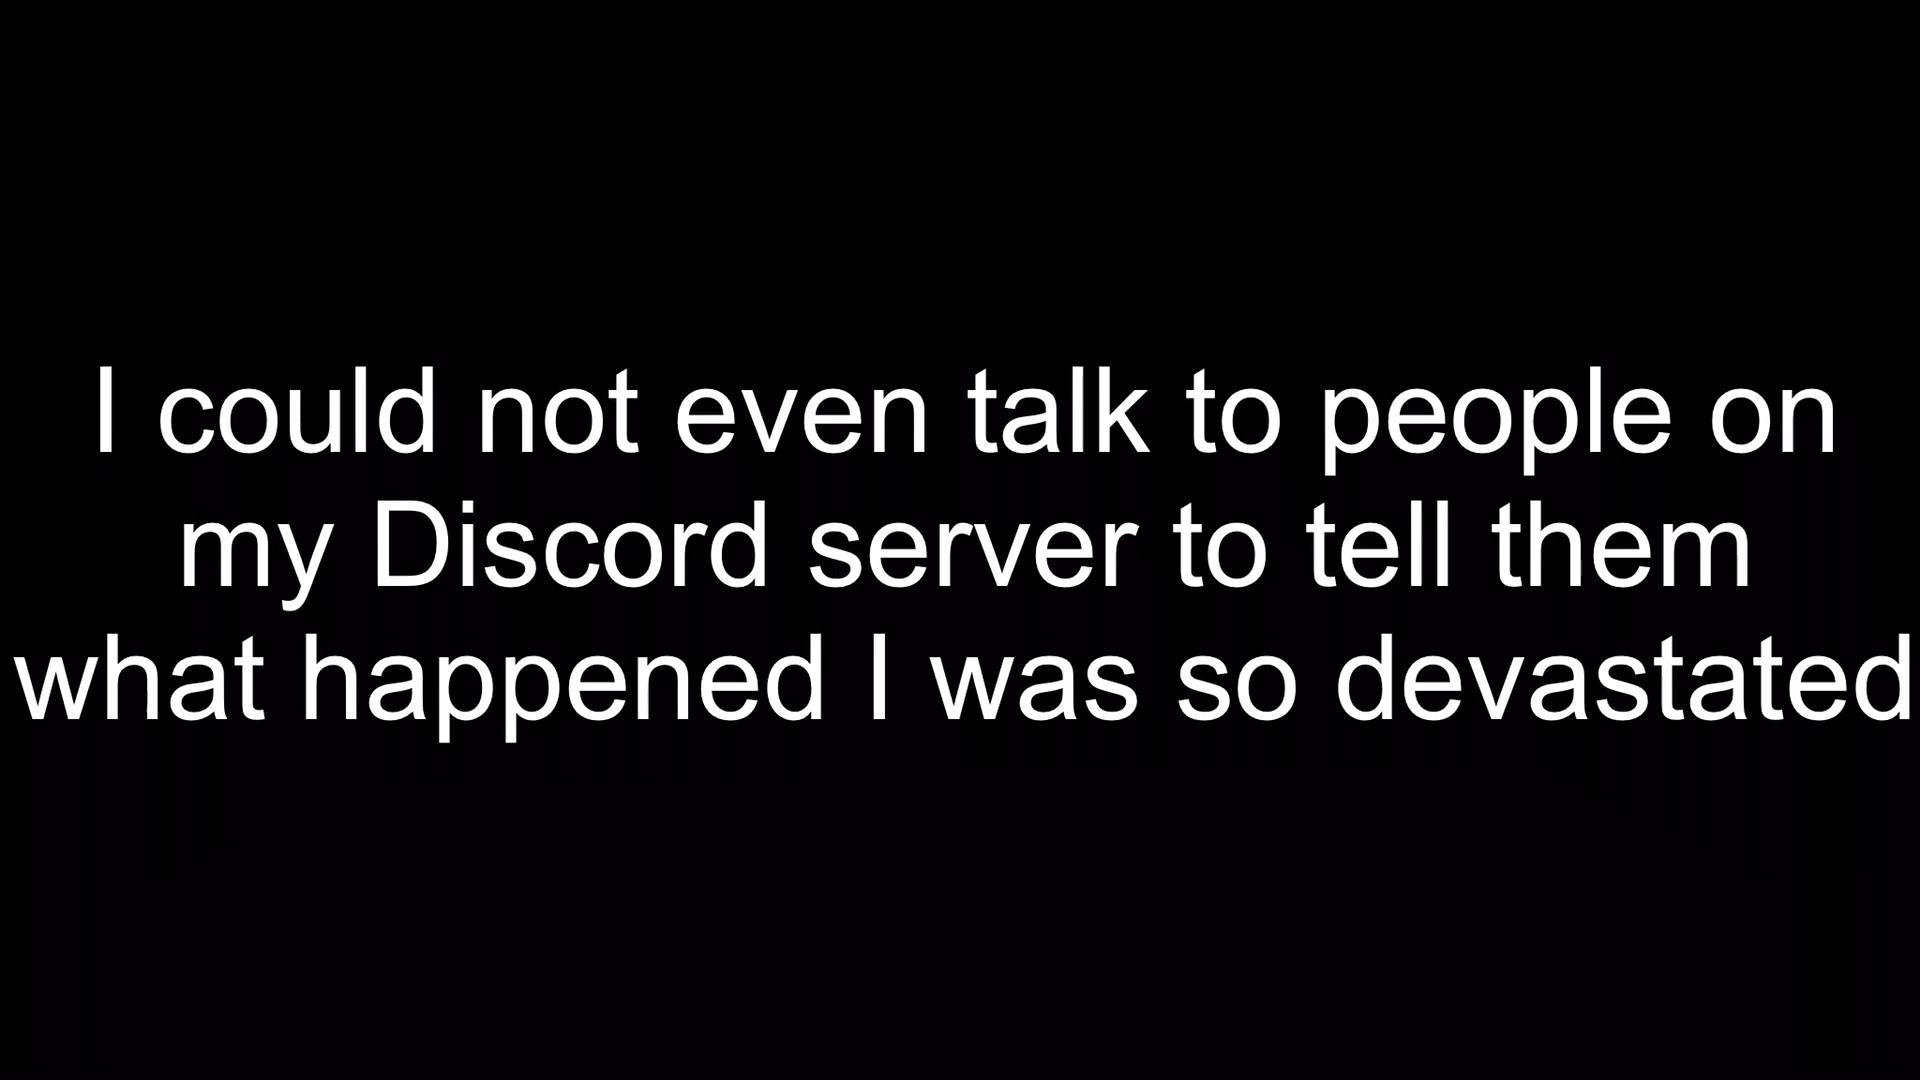 I could not even talk to people on
my Discord server to tell them
what happened I was so devastated